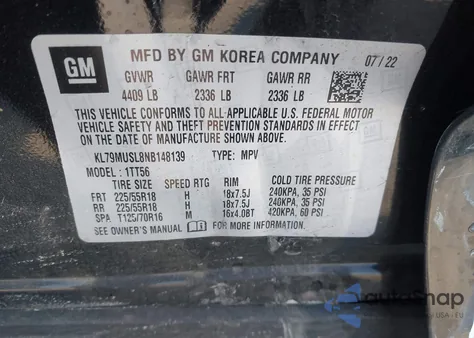 GM
MFD BY GM KOREA COMPANY 07/22
GVWR GAWR FRT GAWR RR
4409 LB 2336 LB 2336 LB
THIS VEHICLE CONFORMS TO ALL APPLICABLE U.S. FEDERAL MOTOR
VEHICLE SAFETY AND THEFT PREVENTION STANDARDS IN EFFECT ON
THE DATE OF MANUFACTURE SHOWN ABOVE.
KL79MUSL8NB148139 TYPE: MPV
MODEL: 1TT56
TIRE SIZE SPEED RTG RIM COLD TIRE PRESSURE
FRT 225/55R18 H 18x7.5J 240KPA, 35 PSI
RR 225/55R18 H 18x7.5J 240KPA, 35 PSI
SPA T125/70R16 M 16x4.0BT 420KPA, 60 PSI
SEE OWNER'S MANUAL FOR MORE INFORMATION
autosnap
USA - EU